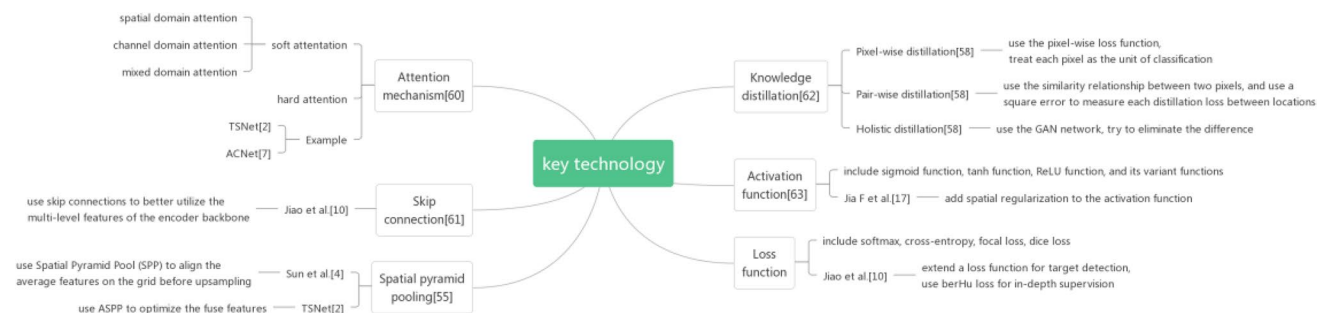 key technology
Attention
mechanism[60]
soft attentation
spatial domain attention
channel domain attention
mixed domain attention
hard attention
Example
TSNet[2]
ACNet[7]
Skip
connection[61]
Jiao et al.[10]
use skip connections to better utilize the
multi-level features of the encoder backbone
Spatial pyramid
pooling[55]
Sun et al.[4]
use Spatial Pyramid Pool (SPP) to align the
average features on the grid before upsampling
TSNet[2]
use ASPP to optimize the fuse features
Knowledge
distillation[62]
Pixel-wise distillation[58]
use the pixel-wise loss function,
treat each pixel as the unit of classification
Pair-wise distillation[58]
use the similarity relationship between two pixels, and use a
square error to measure each distillation loss between locations
Holistic distillation[58]
use the GAN network, try to eliminate the difference
Activation
function[63]
include sigmoid function, tanh function, ReLU function, and its variant functions
Jia F et al.[17]
add spatial regularization to the activation function
Loss
function
include softmax, cross-entropy, focal loss, dice loss
Jiao et al.[10]
extend a loss function for target detection,
use berHu loss for in-depth supervision